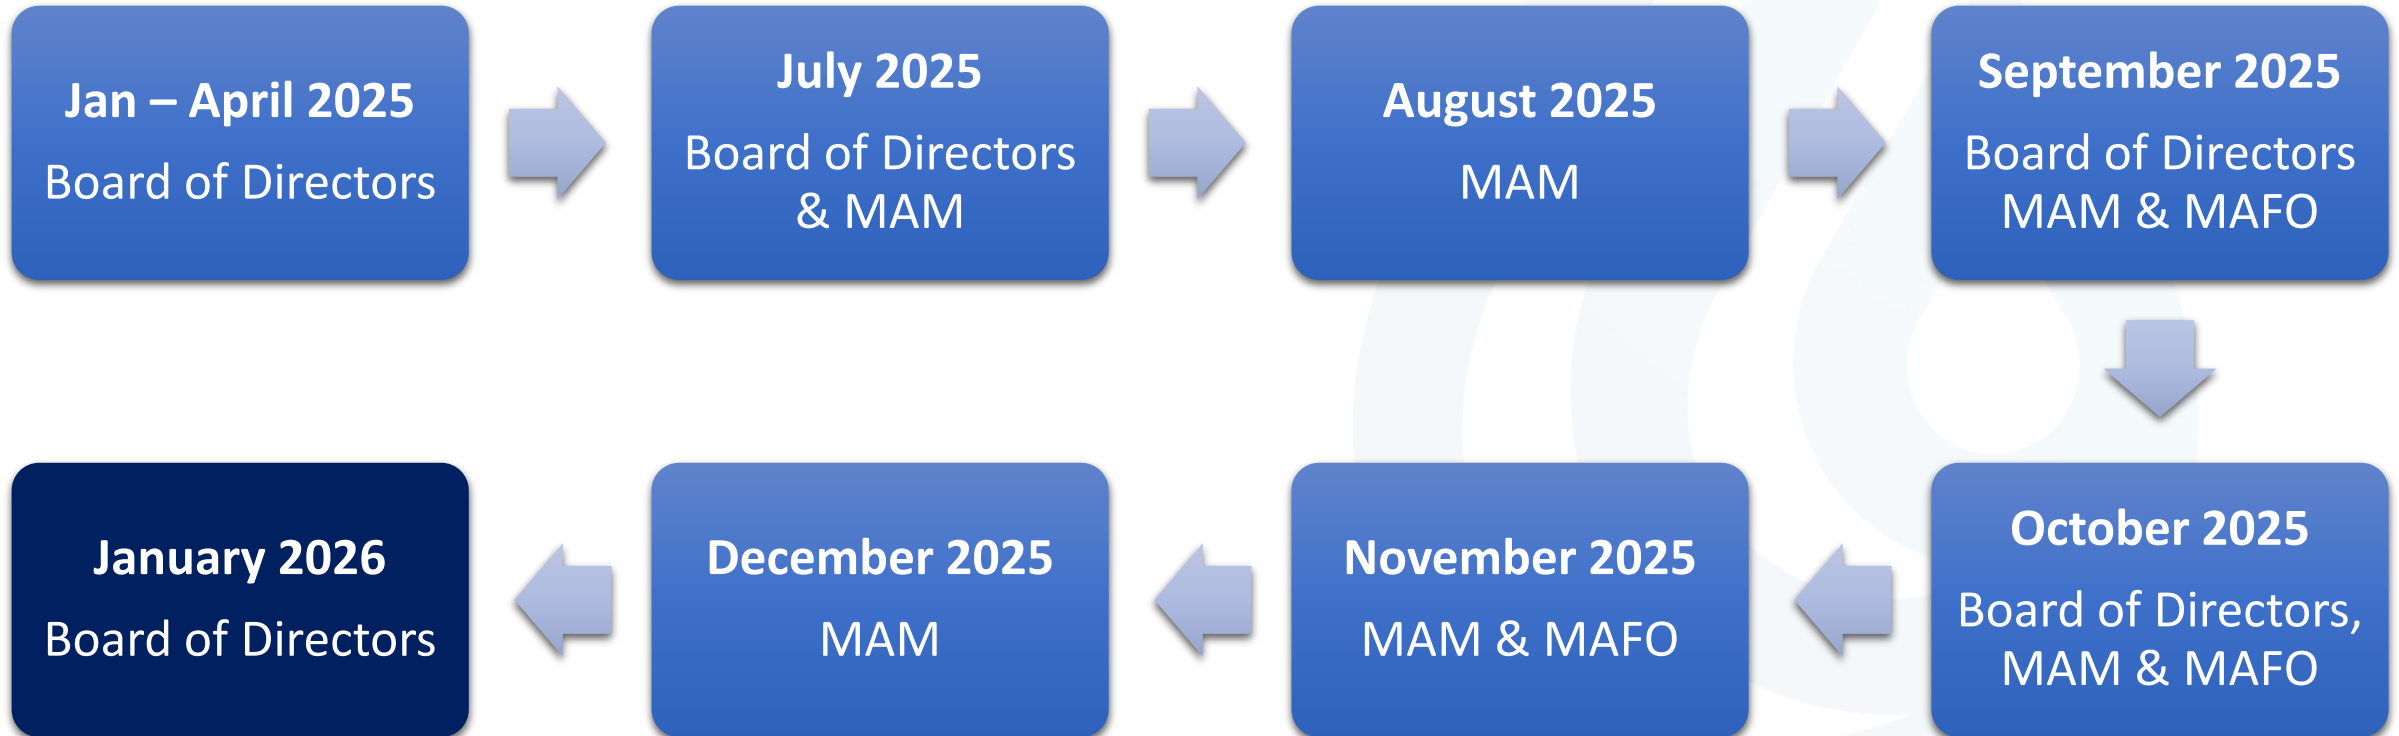 Jan – April 2025
Board of Directors
July 2025
Board of Directors
& MAM
August 2025
MAM
September 2025
Board of Directors
MAM & MAFO
October 2025
Board of Directors,
MAM & MAFO
November 2025
MAM & MAFO
December 2025
MAM
January 2026
Board of Directors